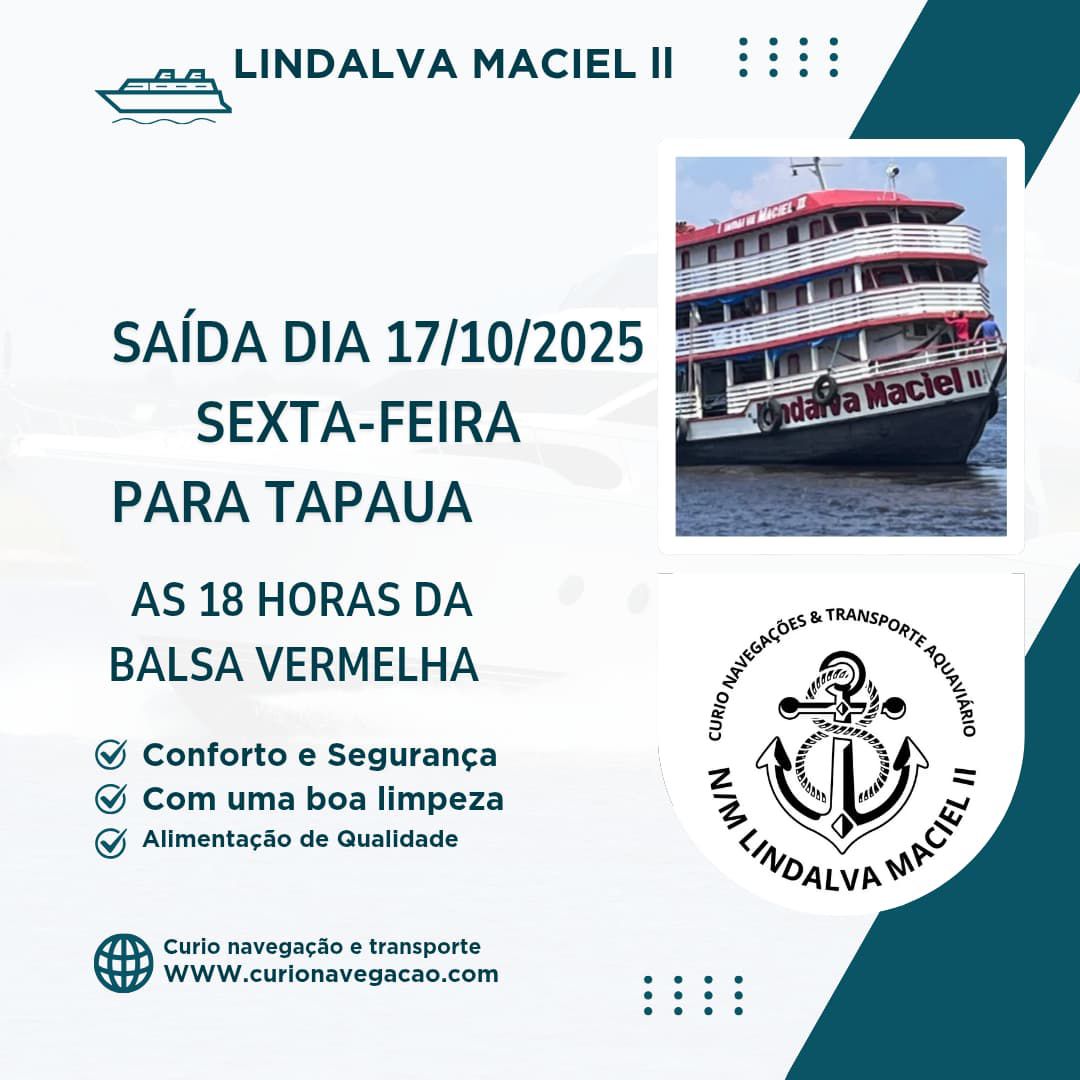 LINDALVA MACIEL ll
LINDALVA MACIEL II
Lindalva Maciel II
SAÍDA DIA 17/10/2025
SEXTA-FEIRA
PARA TAPAUA
AS 18 HORAS DA
BALSA VERMELHA
Conforto e Segurança
Com uma boa limpeza
Alimentação de Qualidade
CURIO NAVEGAÇÕES & TRANSPORTE AQUAVIÁRIO
N/M LINDALVA MACIEL II
Curio navegação e transporte
WWW.curionavegacao.com